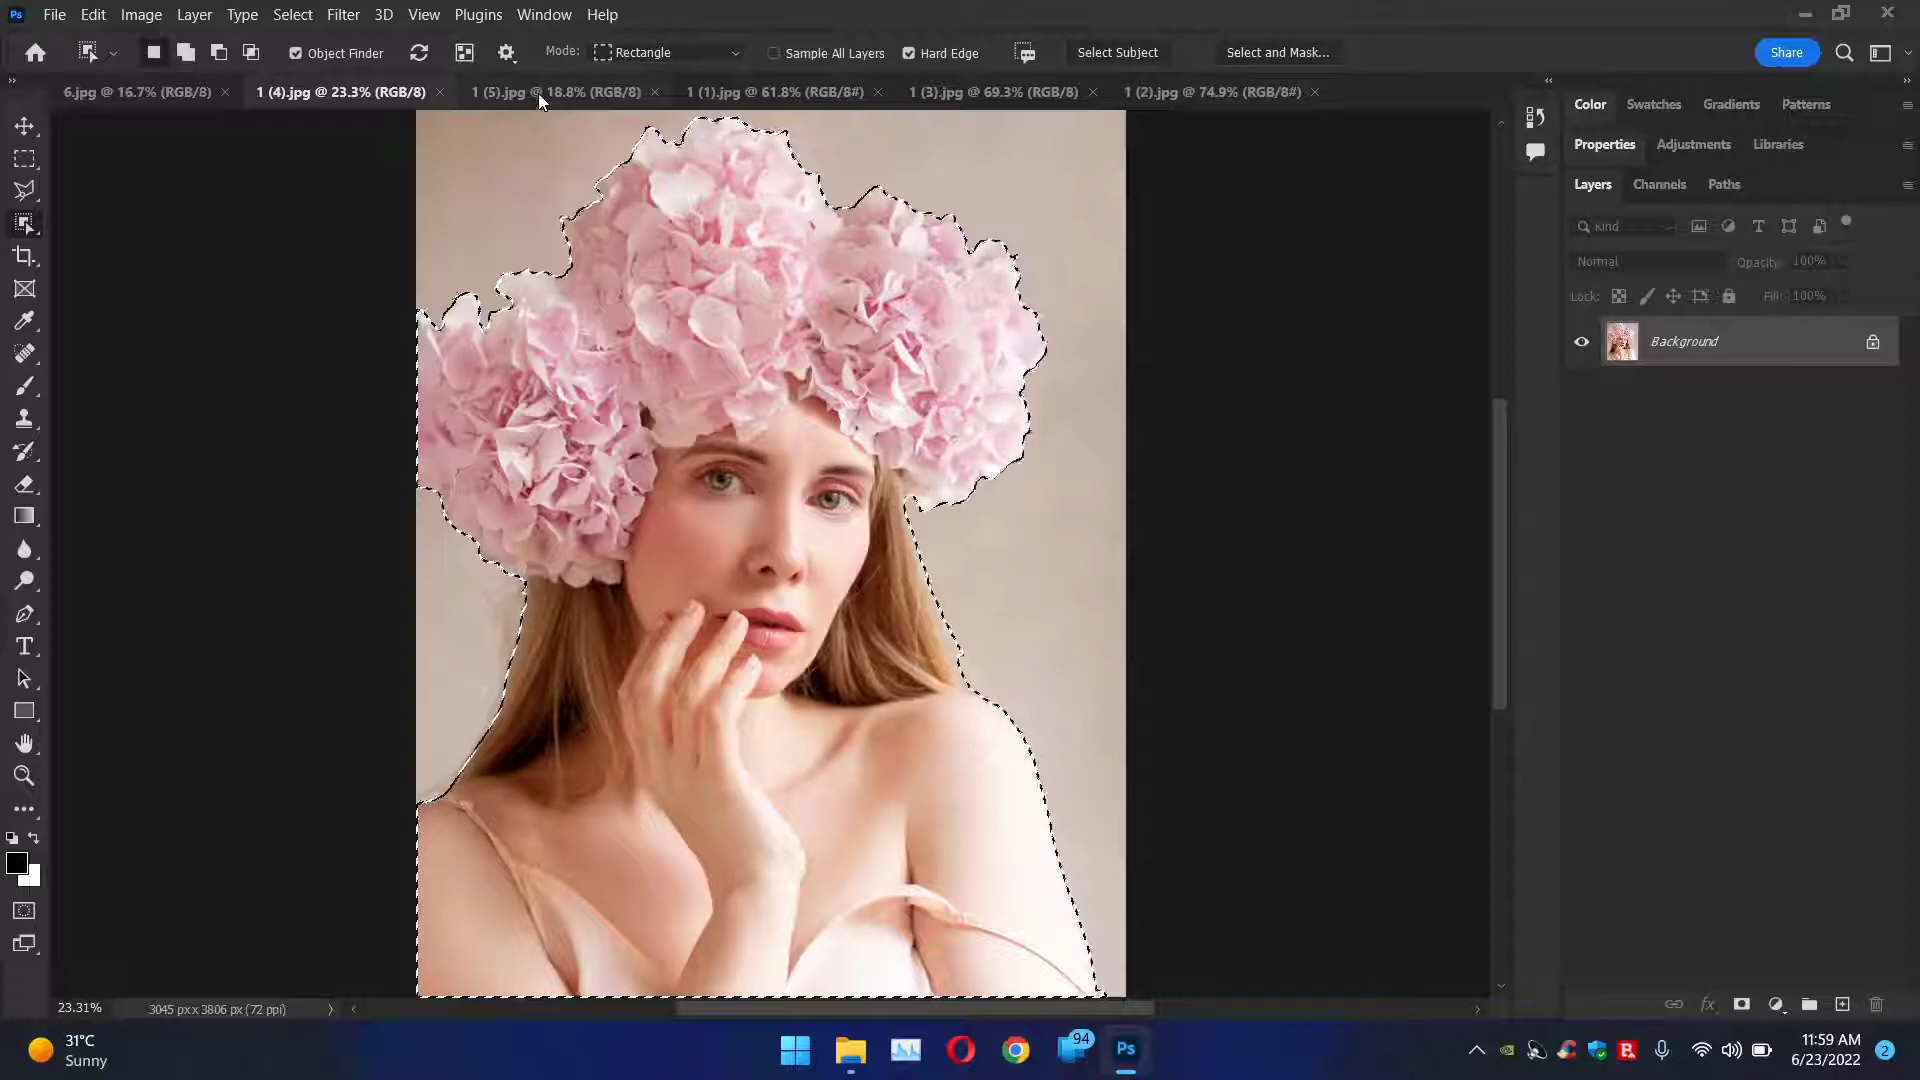 Ps File Edit Image Layer Type Select Filter 3D View Plugins Window Help
Object Finder Mode: Rectangle Sample All Layers Hard Edge Select Subject Select and Mask... Share
6.jpg @ 16.7% (RGB/8) 1 (4).jpg @ 23.3% (RGB/8) 1 (5).jpg @ 18.8% (RGB/8) 1 (1).jpg @ 61.8% (RGB/8#) 1 (3).jpg @ 69.3% (RGB/8) 1 (2).jpg @ 74.9% (RGB/8#)
Color Swatches Gradients Patterns
Properties Adjustments Libraries
Layers Channels Paths
Kind
Normal Opacity: 100%
Lock: Fill: 100%
Background
23.31% 3045 px x 3806 px (72 ppi)
31°C
Sunny
94
Ps
11:59 AM
6/23/2022
2